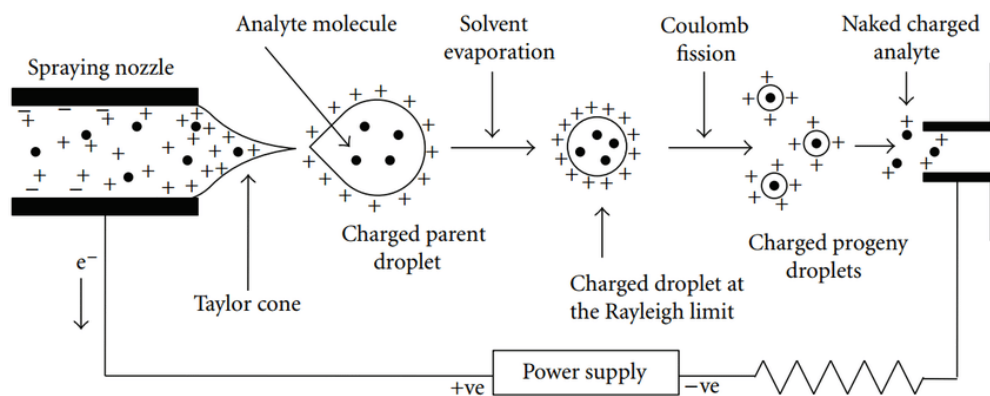 Analyte molecule
Solvent
evaporation
Coulomb
fission
Naked charged
analyte
Spraying nozzle
Charged parent
droplet
Charged progeny
droplets
e⁻
Taylor cone
Charged droplet at
the Rayleigh limit
+ve
Power supply
−ve